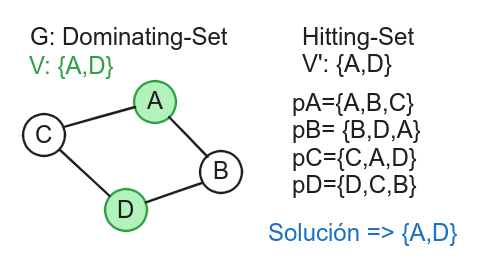 G: Dominating-Set
V: {A,D}
A
C
B
D
Hitting-Set
V': {A,D}
pA={A,B,C}
pB= {B,D,A}
pC={C,A,D}
pD={D,C,B}
Solución => {A,D}